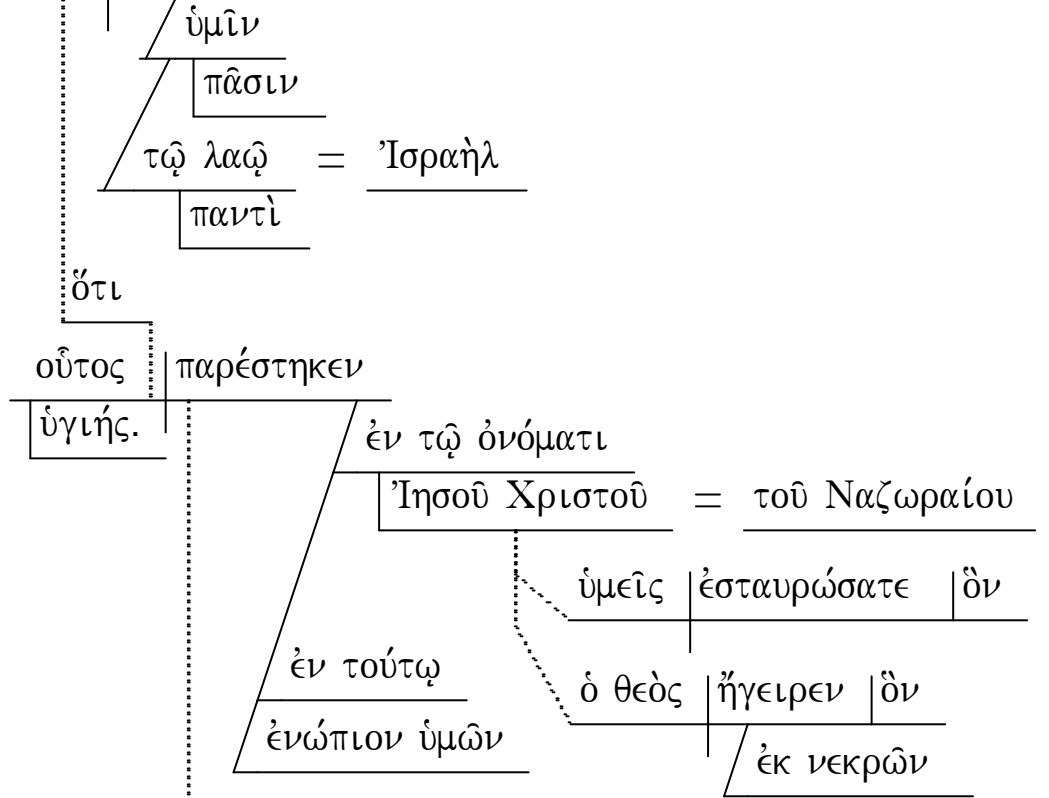 ὑμῖν
πᾶσιν
τῷ λαῷ = Ἰσραὴλ
παντὶ
ὅτι
οὗτος παρέστηκεν
ὑγιής.
ἐν τῷ ὀνόματι
Ἰησοῦ Χριστοῦ = τοῦ Ναζωραίου
ὑμεῖς ἐσταυρώσατε ὃν
ἐν τούτῳ
ὁ θεὸς ἤγειρεν ὃν
ἐνώπιον ὑμῶν
ἐκ νεκρῶν